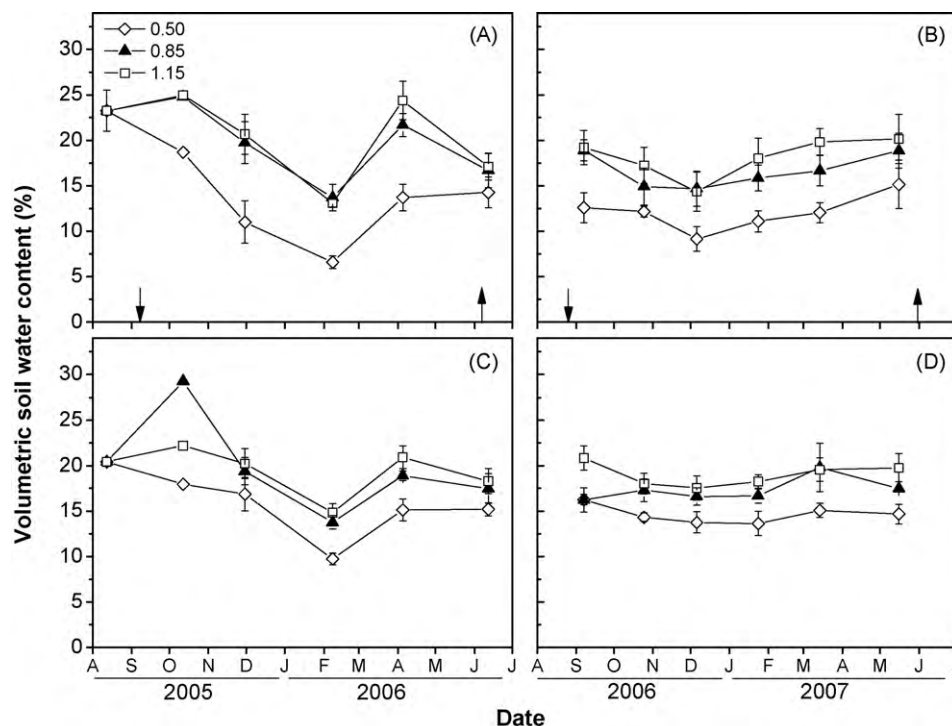 Volumetric soil water content (%)
0.50
0.85
1.15
(A)
30
25
20
15
10
5
0
(B)
(C)
30
25
20
15
10
5
0
(D)
A S O N D J F M A M J J
2005 2006
A S O N D J F M A M J
2006 2007
Date